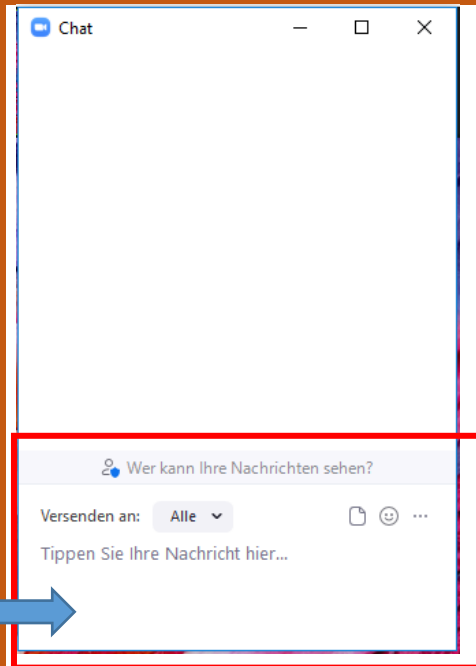 Chat
Wer kann Ihre Nachrichten sehen?
Versenden an: Alle
Tippen Sie Ihre Nachricht hier...